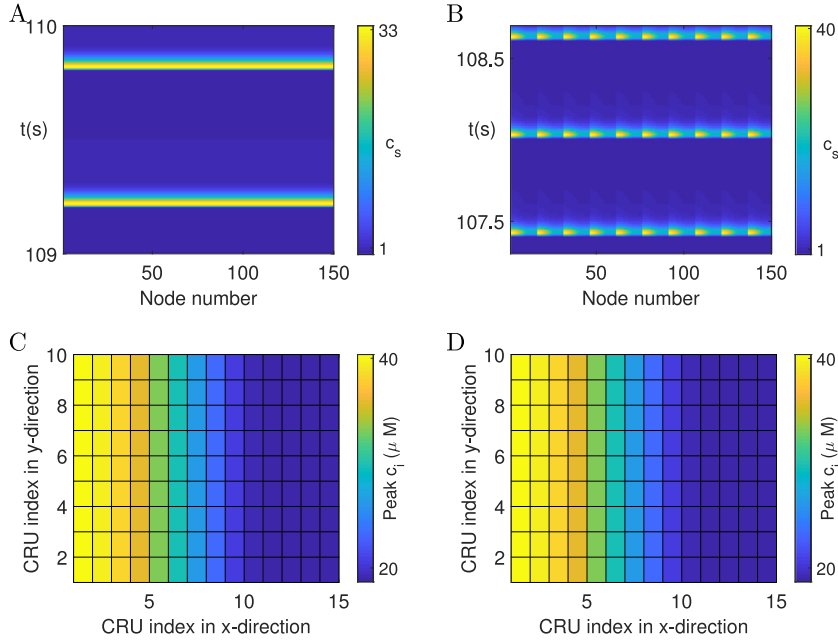 A
110
t(s)
109
50
100
150
Node number
33
c_s
1
B
108.5
t(s)
107.5
50
100
150
Node number
40
c_s
1
C
10
8
6
4
2
CRU index in y-direction
5
10
15
CRU index in x-direction
40
Peak c_i (μ M)
20
D
10
8
6
4
2
CRU index in y-direction
5
10
15
CRU index in x-direction
40
Peak c_i (μ M)
20